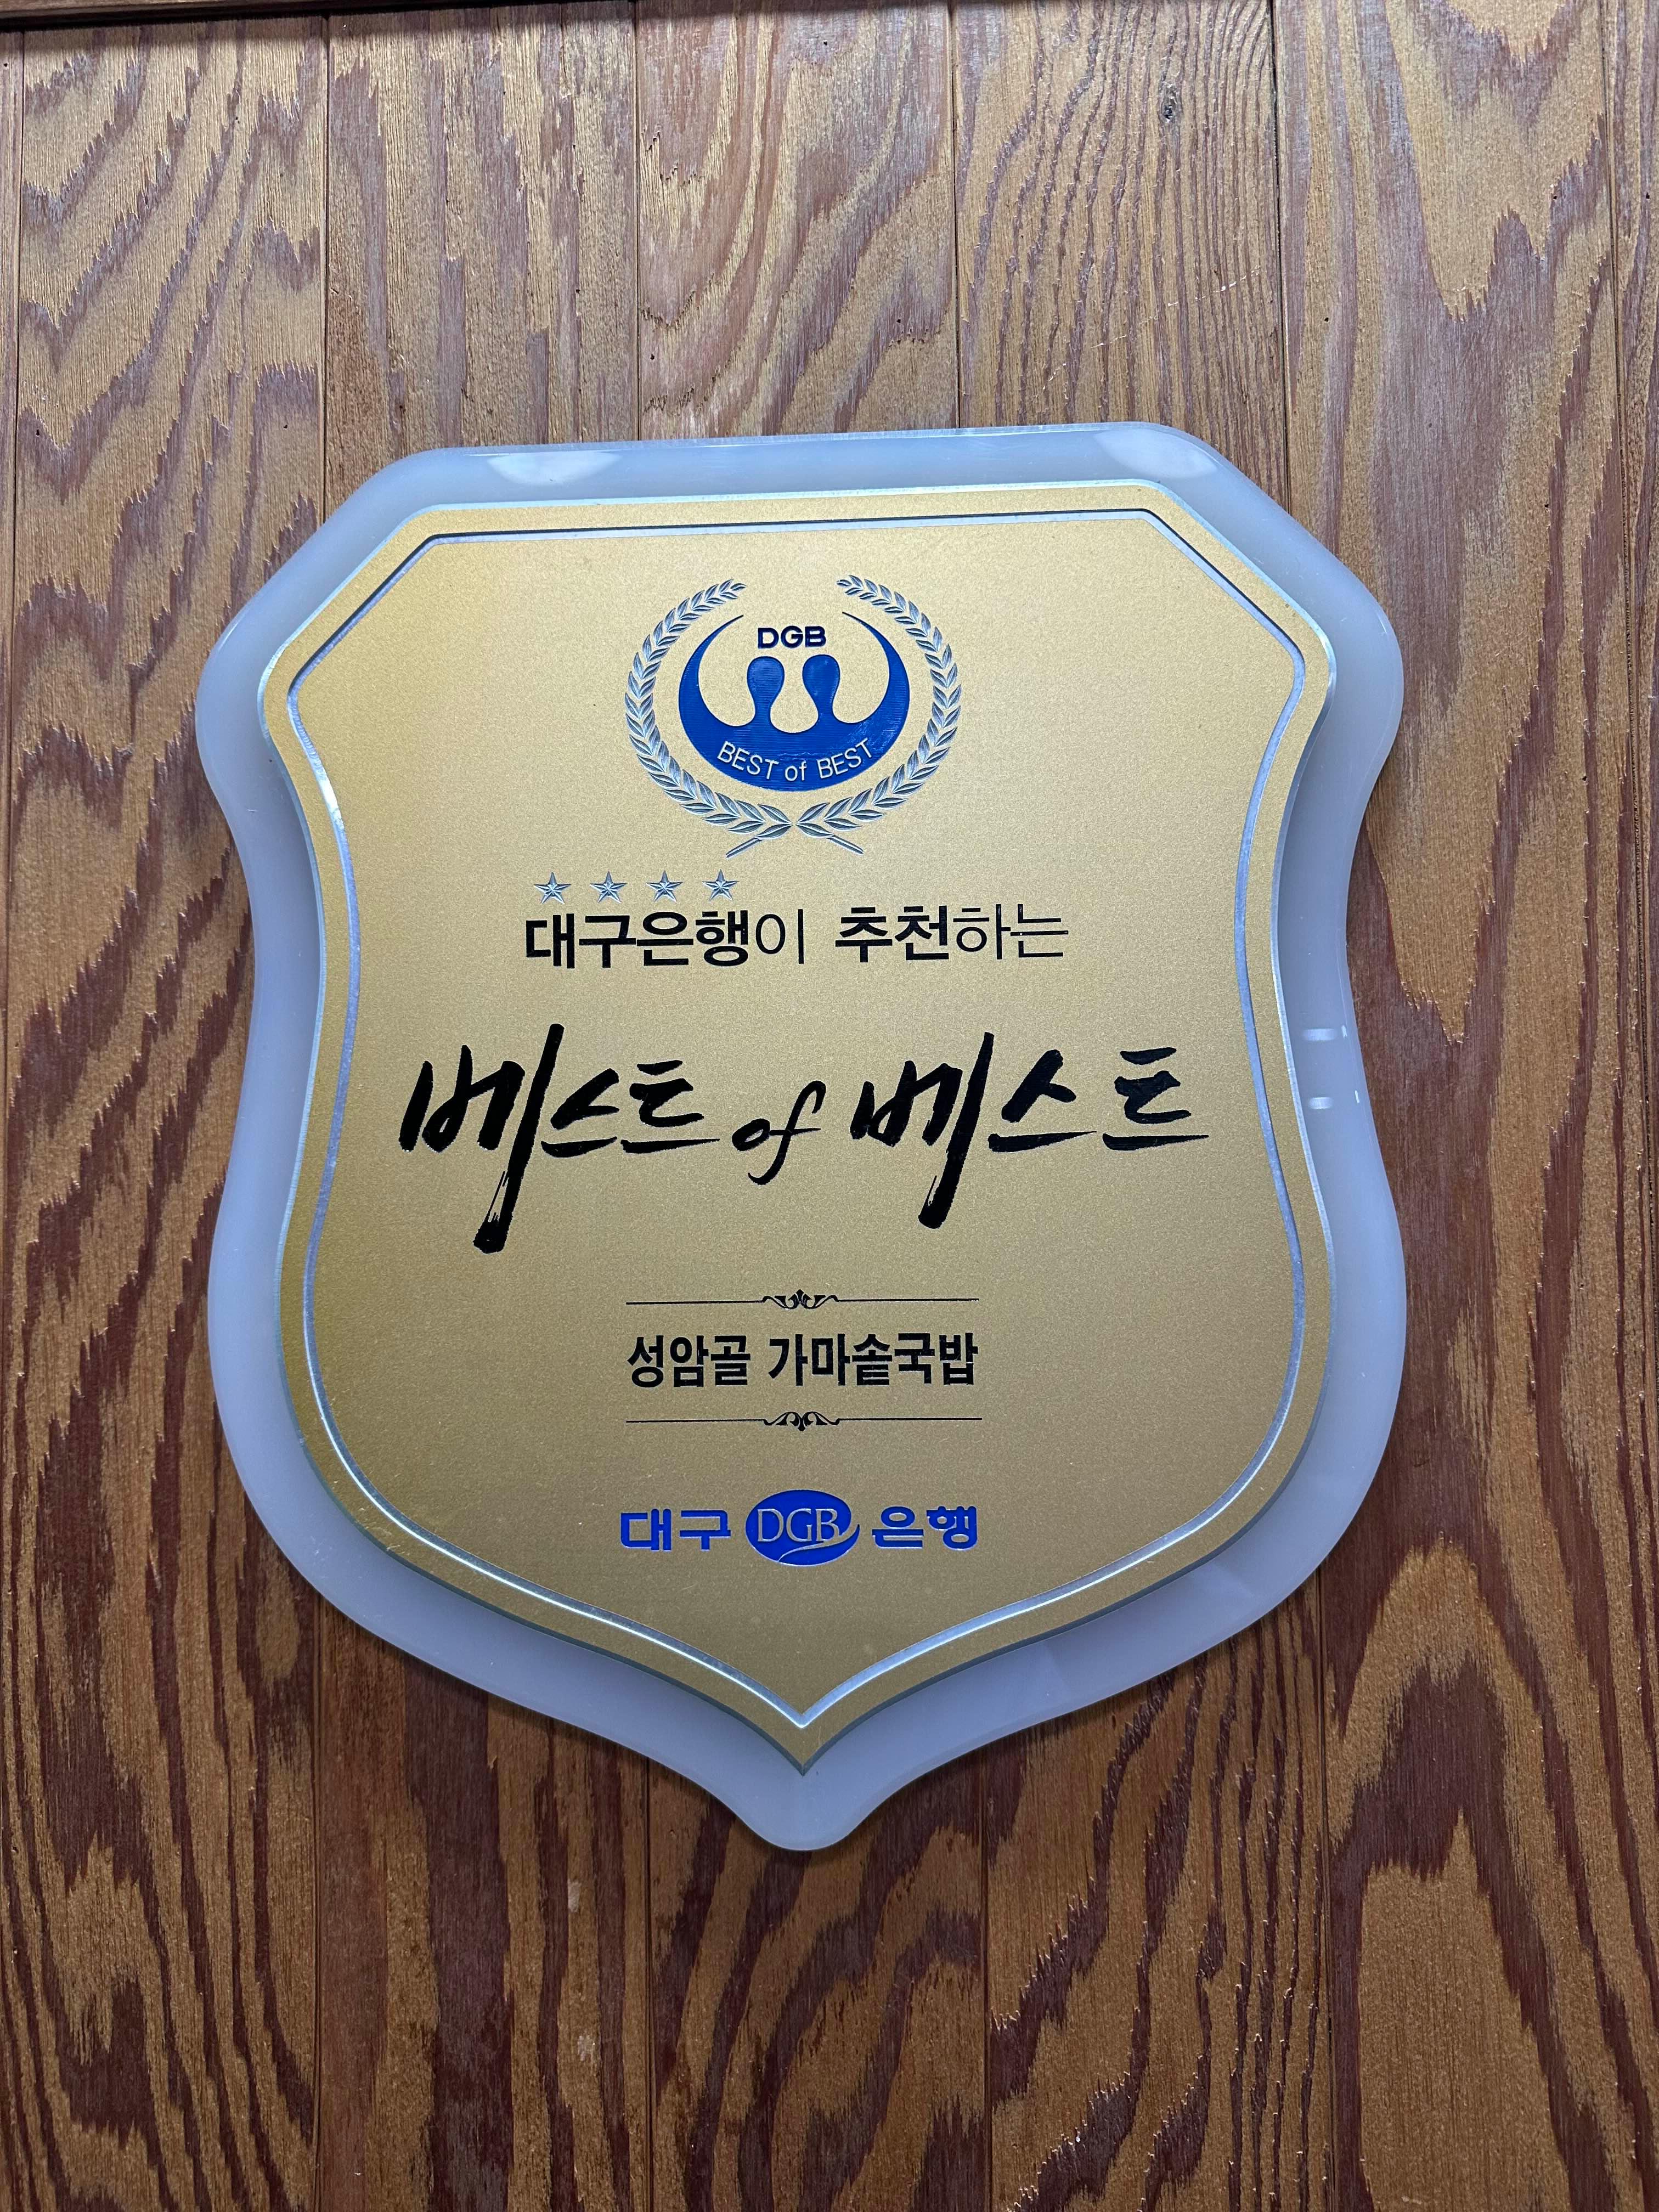 DGB
BEST of BEST
대구은행이 추천하는
베스트 of 베스트
성암골 가마솥국밥
대구 DGB 은행